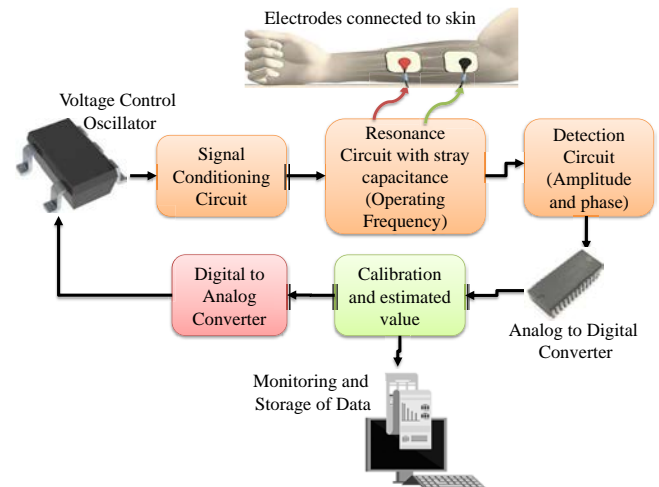 Electrodes connected to skin
Voltage Control
Oscillator
Signal
Conditioning
Circuit
Resonance
Circuit with stray
capacitance
(Operating
Frequency)
Detection
Circuit
(Amplitude
and phase)
Digital to
Analog
Converter
Calibration
and estimated
value
Analog to Digital
Converter
Monitoring and
Storage of Data